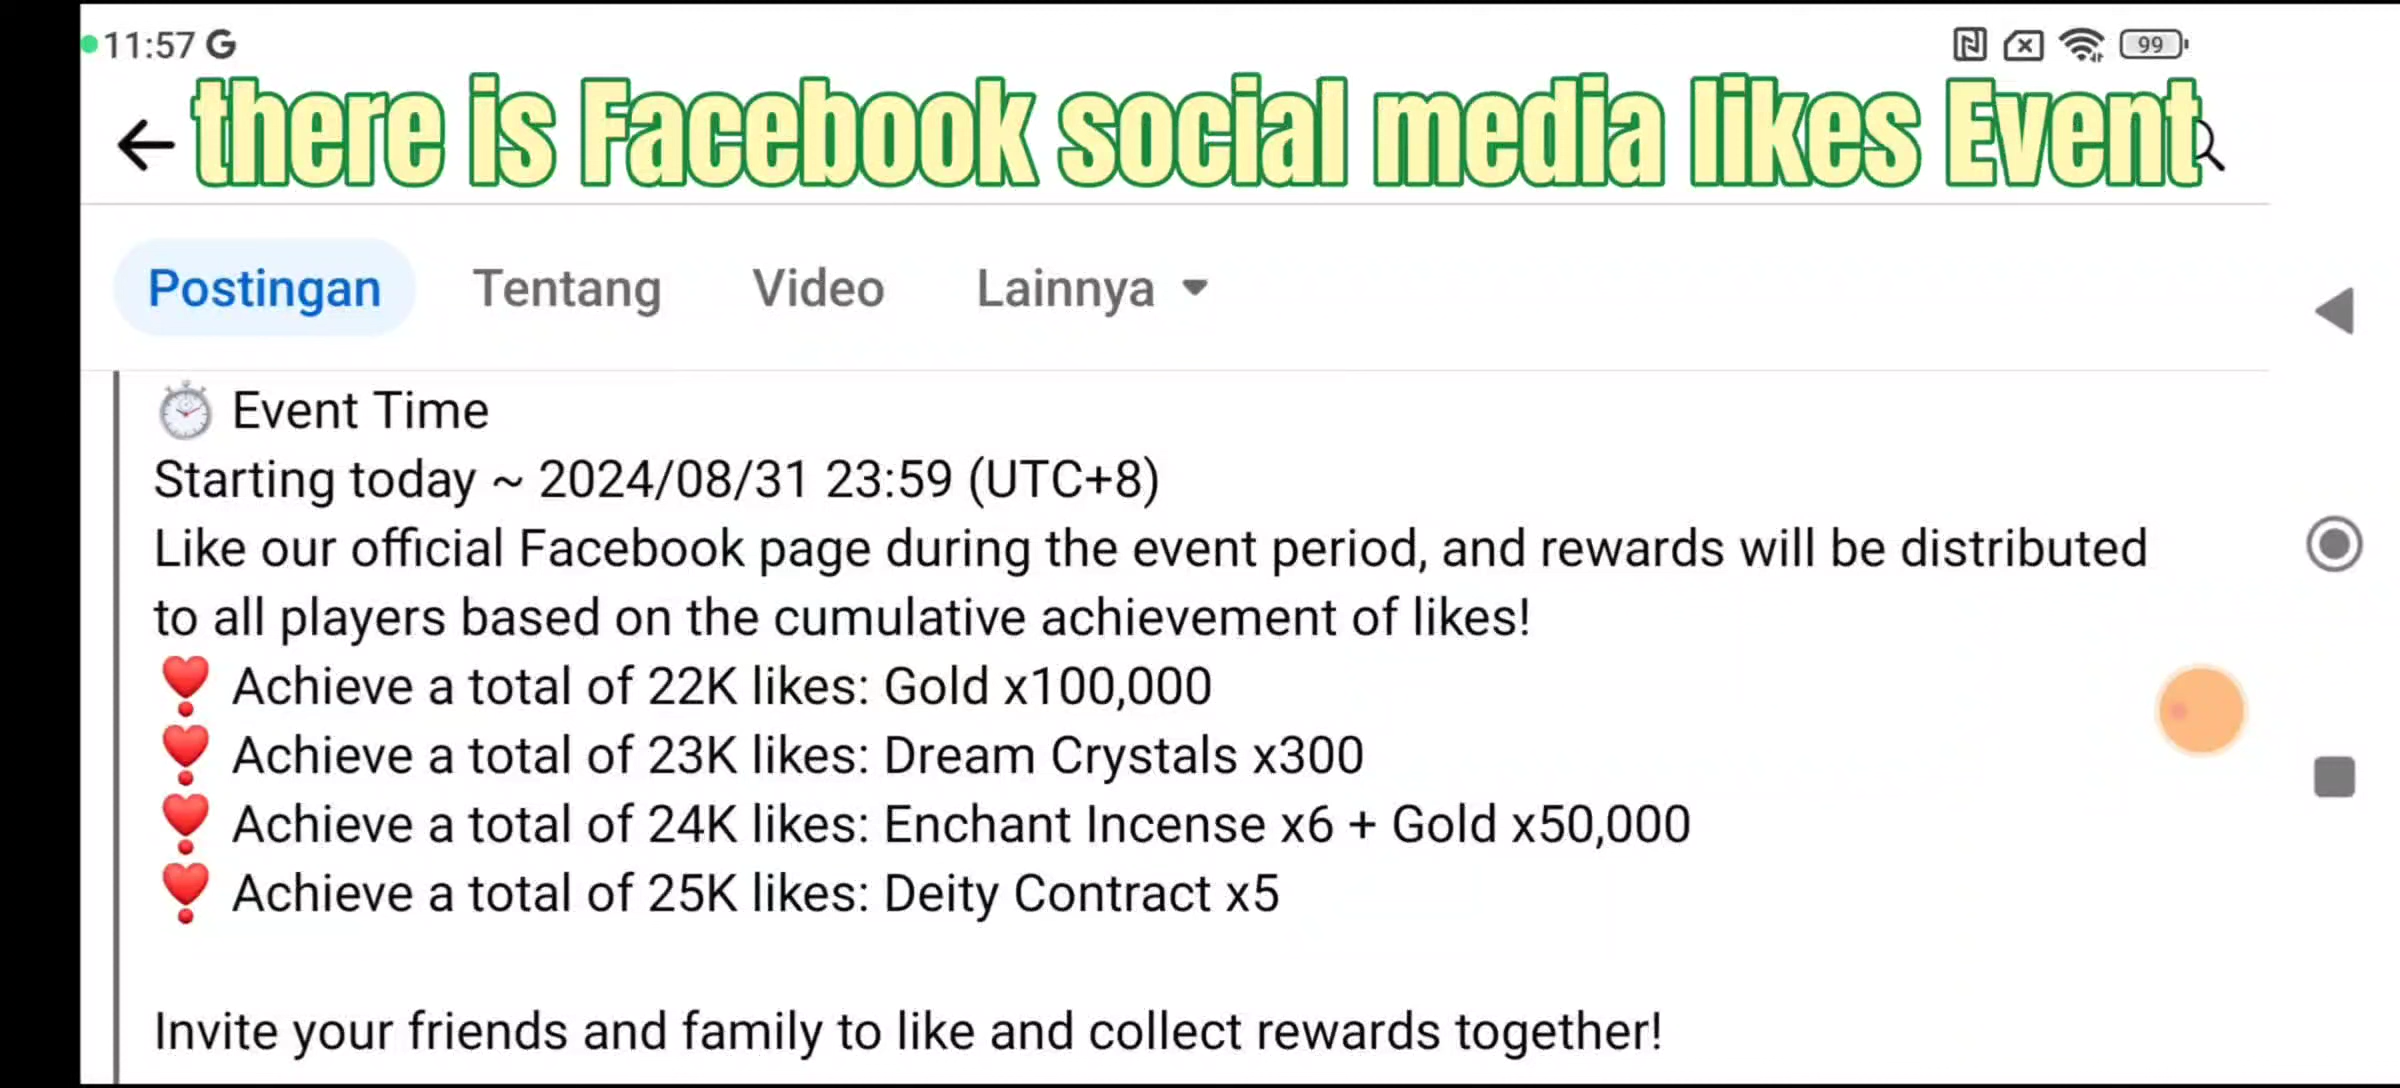 11:57 G
99
there is Facebook social media likes Event
Postingan Tentang Video Lainnya
Event Time
Starting today ~ 2024/08/31 23:59 (UTC+8)
Like our official Facebook page during the event period, and rewards will be distributed
to all players based on the cumulative achievement of likes!
Achieve a total of 22K likes: Gold x100,000
Achieve a total of 23K likes: Dream Crystals x300
Achieve a total of 24K likes: Enchant Incense x6 + Gold x50,000
Achieve a total of 25K likes: Deity Contract x5
Invite your friends and family to like and collect rewards together!